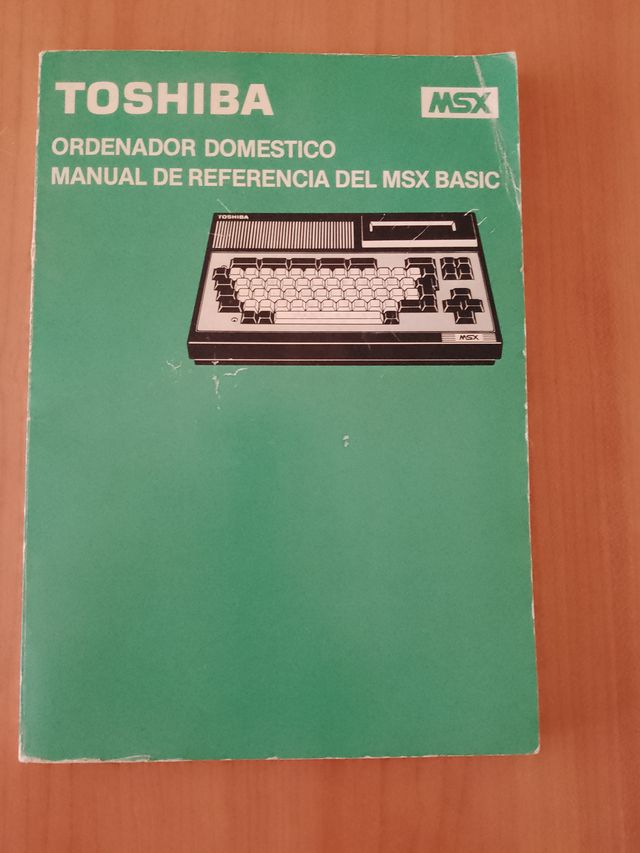 TOSHIBA
MSX
ORDENADOR DOMESTICO
MANUAL DE REFERENCIA DEL MSX BASIC
TOSHIBA
MSX